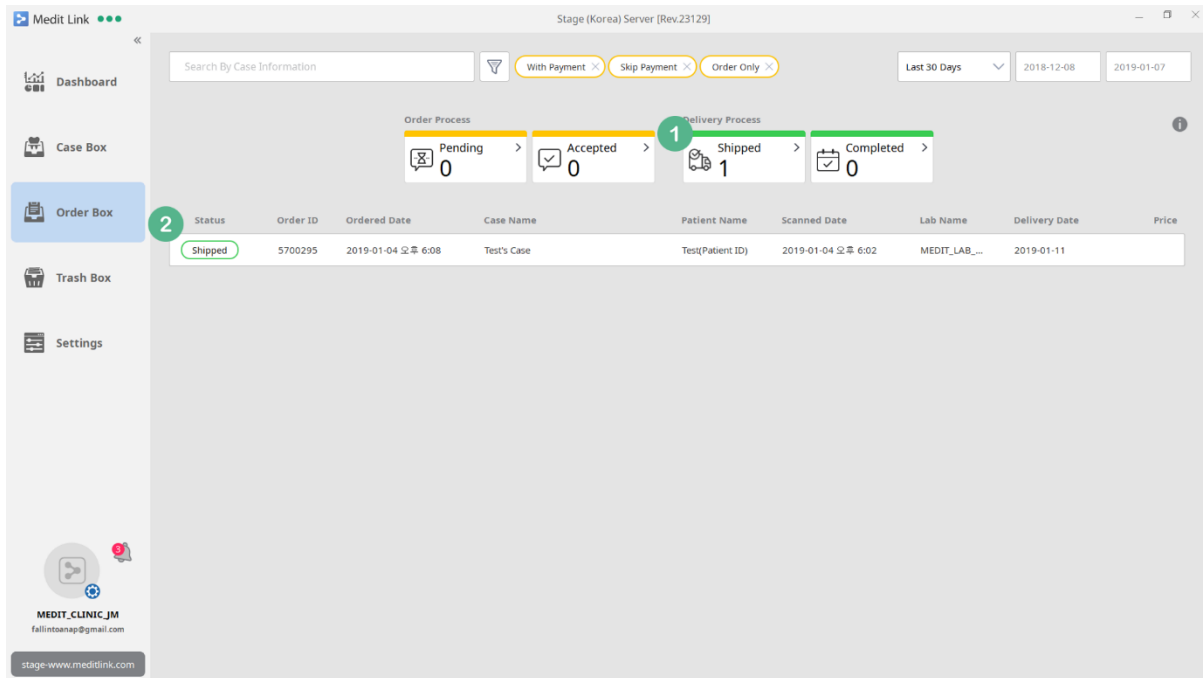 Medit Link
Stage (Korea) Server [Rev.23129]
Dashboard
Case Box
Order Box
Trash Box
Settings
3
MEDIT_CLINIC_JM
fallintoanap@gmail.com
stage-www.meditlink.com
Search By Case Information
With Payment
Skip Payment
Order Only
Last 30 Days
2018-12-08
2019-01-07
Order Process
Delivery Process
Pending
0
Accepted
0
1
Shipped
1
Completed
0
2
Status Order ID Ordered Date Case Name Patient Name Scanned Date Lab Name Delivery Date Price
Shipped 5700295 2019-01-04 오후 6:08 Test's Case Test(Patient ID) 2019-01-04 오후 6:02 MEDIT_LAB_... 2019-01-11